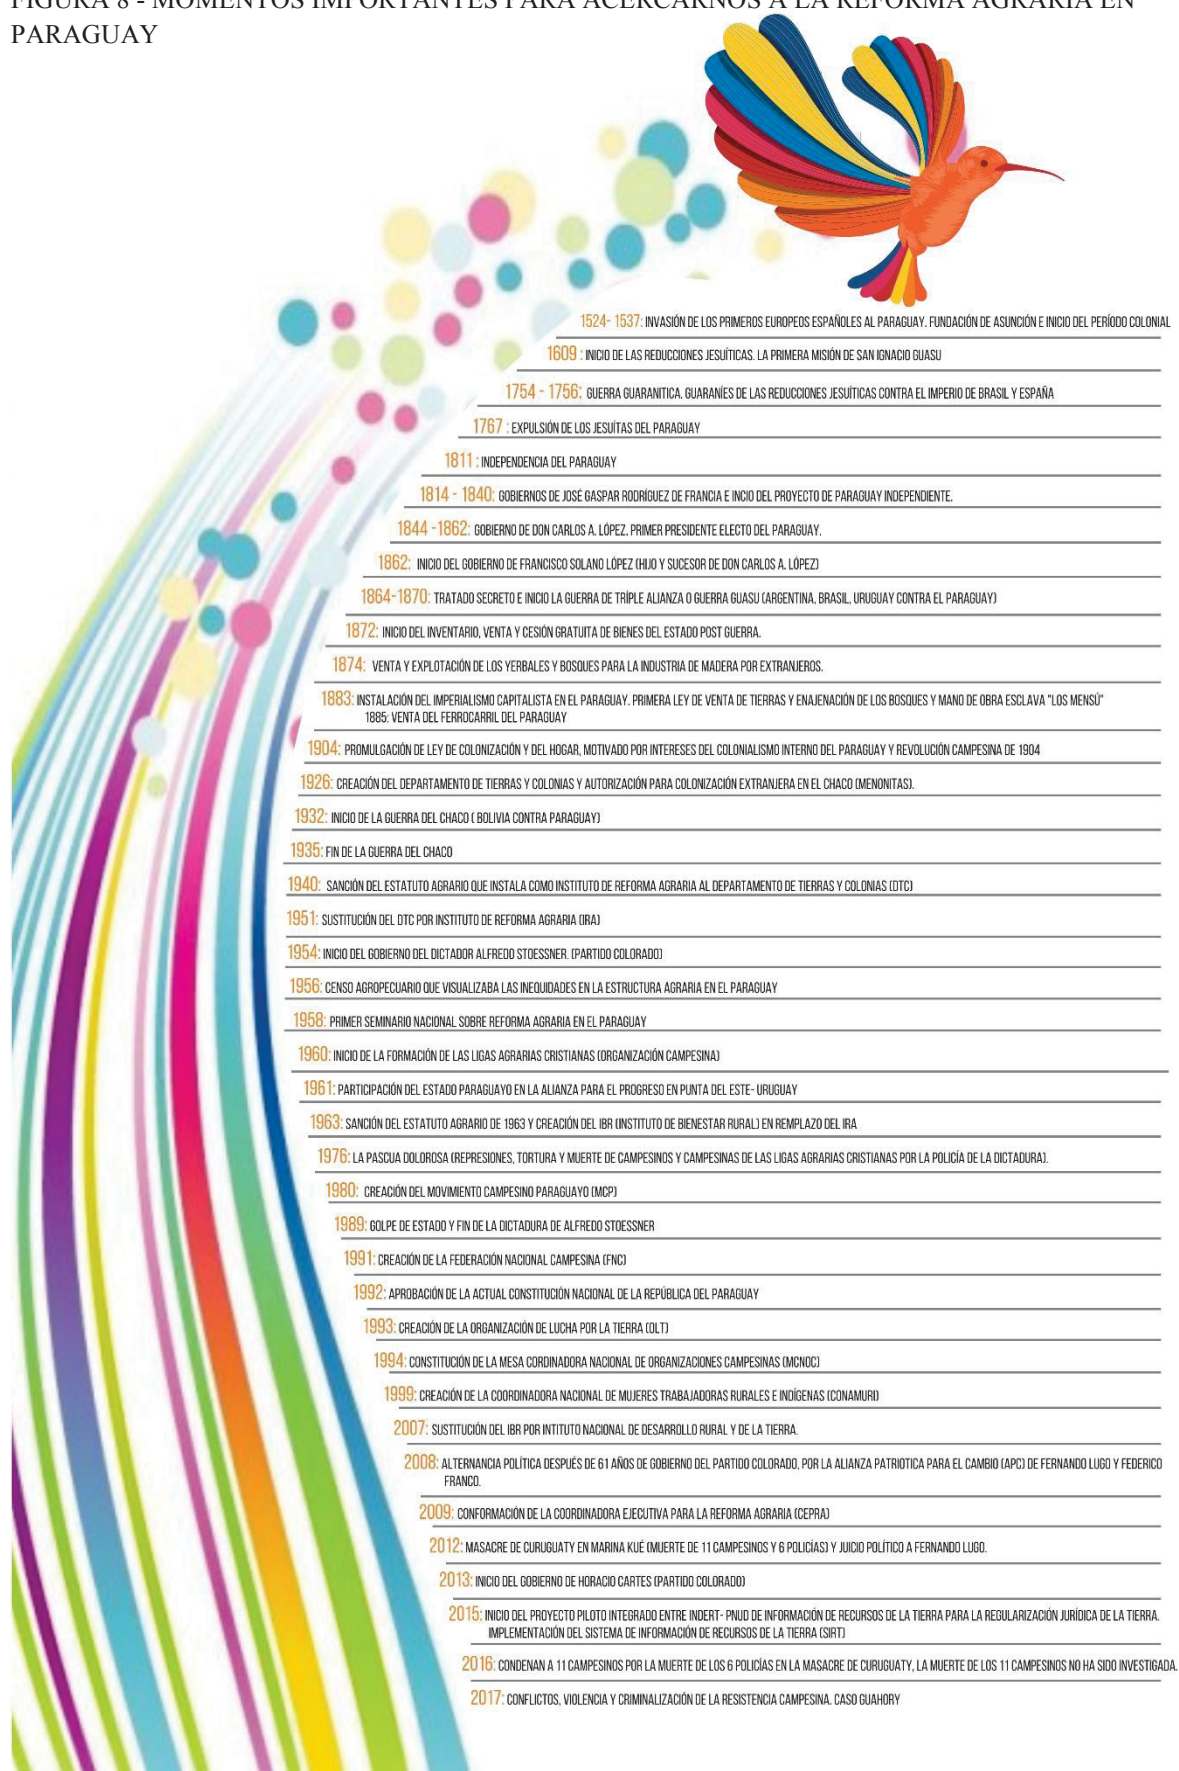 FIGURA 8 - MOMENTOS IMPORTANTES PARA ACERCARNOS A LA REFORMA AGRARIA EN
PARAGUAY
1524- 1537: INVASIÓN DE LOS PRIMEROS EUROPEOS ESPAÑOLES AL PARAGUAY. FUNDACIÓN DE ASUNCIÓN E INICIO DEL PERÍODO COLONIAL
1609 : INICIO DE LAS REDUCCIONES JESUÍTICAS. LA PRIMERA MISIÓN DE SAN IGNACIO GUASU
1754 - 1756: GUERRA GUARANITICA. GUARANÍES DE LAS REDUCCIONES JESUÍTICAS CONTRA EL IMPERIO DE BRASIL Y ESPAÑA
1767 : EXPULSIÓN DE LOS JESUÍTAS DEL PARAGUAY
1811 : INDEPENDENCIA DEL PARAGUAY
1814 - 1840: GOBIERNOS DE JOSÉ GASPAR RODRÍGUEZ DE FRANCIA E INCIO DEL PROYECTO DE PARAGUAY INDEPENDIENTE.
1844 -1862: GOBIERNO DE DON CARLOS A. LÓPEZ, PRIMER PRESIDENTE ELECTO DEL PARAGUAY.
1862: INICIO DEL GOBIERNO DE FRANCISCO SOLANO LÓPEZ (HIJO Y SUCESOR DE DON CARLOS A. LÓPEZ)
1864-1870: TRATADO SECRETO E INICIO LA GUERRA DE TRÍPLE ALIANZA O GUERRA GUASU (ARGENTINA, BRASIL, URUGUAY CONTRA EL PARAGUAY)
1872: INICIO DEL INVENTARIO, VENTA Y CESIÓN GRATUITA DE BIENES DEL ESTADO POST GUERRA.
1874: VENTA Y EXPLOTACIÓN DE LOS YERBALES Y BOSQUES PARA LA INDUSTRIA DE MADERA POR EXTRANJEROS.
1883: INSTALACIÓN DEL IMPERIALISMO CAPITALISTA EN EL PARAGUAY. PRIMERA LEY DE VENTA DE TIERRAS Y ENAJENACIÓN DE LOS BOSQUES Y MANO DE OBRA ESCLAVA "LOS MENSÚ"
1885: VENTA DEL FERROCARRIL DEL PARAGUAY
1904: PROMULGACIÓN DE LEY DE COLONIZACIÓN Y DEL HOGAR, MOTIVADO POR INTERESES DEL COLONIALISMO INTERNO DEL PARAGUAY Y REVOLUCIÓN CAMPESINA DE 1904
1926: CREACIÓN DEL DEPARTAMENTO DE TIERRAS Y COLONIAS Y AUTORIZACIÓN PARA COLONIZACIÓN EXTRANJERA EN EL CHACO (MENONITAS).
1932: INICIO DE LA GUERRA DEL CHACO ( BOLIVIA CONTRA PARAGUAY)
1935: FIN DE LA GUERRA DEL CHACO
1940: SANCIÓN DEL ESTATUTO AGRARIO QUE INSTALA COMO INSTITUTO DE REFORMA AGRARIA AL DEPARTAMENTO DE TIERRAS Y COLONIAS (DTC)
1951: SUSTITUCIÓN DEL DTC POR INSTITUTO DE REFORMA AGRARIA (IRA)
1954: INICIO DEL GOBIERNO DEL DICTADOR ALFREDO STOESSNER. (PARTIDO COLORADO)
1956: CENSO AGROPECUARIO QUE VISUALIZABA LAS INEQUIDADES EN LA ESTRUCTURA AGRARIA EN EL PARAGUAY
1958: PRIMER SEMINARIO NACIONAL SOBRE REFORMA AGRARIA EN EL PARAGUAY
1960: INICIO DE LA FORMACIÓN DE LAS LIGAS AGRARIAS CRISTIANAS (ORGANIZACIÓN CAMPESINA)
1961: PARTICIPACIÓN DEL ESTADO PARAGUAYO EN LA ALIANZA PARA EL PROGRESO EN PUNTA DEL ESTE- URUGUAY
1963: SANCIÓN DEL ESTATUTO AGRARIO DE 1963 Y CREACIÓN DEL IBR (INSTITUTO DE BIENESTAR RURAL) EN REMPLAZO DEL IRA
1976: LA PASCUA DOLOROSA (REPRESIONES, TORTURA Y MUERTE DE CAMPESINOS Y CAMPESINAS DE LAS LIGAS AGRARIAS CRISTIANAS POR LA POLICÍA DE LA DICTADURA).
1980: CREACIÓN DEL MOVIMIENTO CAMPESINO PARAGUAYO (MCP)
1989: GOLPE DE ESTADO Y FIN DE LA DICTADURA DE ALFREDO STOESSNER
1991: CREACIÓN DE LA FEDERACIÓN NACIONAL CAMPESINA (FNC)
1992: APROBACIÓN DE LA ACTUAL CONSTITUCIÓN NACIONAL DE LA REPÚBLICA DEL PARAGUAY
1993: CREACIÓN DE LA ORGANIZACIÓN DE LUCHA POR LA TIERRA (OLT)
1994: CONSTITUCIÓN DE LA MESA CORDINADORA NACIONAL DE ORGANIZACIONES CAMPESINAS (MCNOC)
1999: CREACIÓN DE LA COORDINADORA NACIONAL DE MUJERES TRABAJADORAS RURALES E INDÍGENAS (CONAMURI)
2007: SUSTITUCIÓN DEL IBR POR INTITUTO NACIONAL DE DESARROLLO RURAL Y DE LA TIERRA.
2008: ALTERNANCIA POLÍTICA DESPUÉS DE 61 AÑOS DE GOBIERNO DEL PARTIDO COLORADO, POR LA ALIANZA PATRIOTICA PARA EL CAMBIO (APC) DE FERNANDO LUGO Y FEDERICO
FRANCO.
2009: CONFORMACIÓN DE LA COORDINADORA EJECUTIVA PARA LA REFORMA AGRARIA (CEPRA)
2012: MASACRE DE CURUGUATY EN MARINA KUÉ (MUERTE DE 11 CAMPESINOS Y 6 POLICÍAS) Y JUICIO POLÍTICO A FERNANDO LUGO.
2013: INICIO DEL GOBIERNO DE HORACIO CARTES (PARTIDO COLORADO)
2015: INICIO DEL PROYECTO PILOTO INTEGRADO ENTRE INDERT- PNUD DE INFORMACIÓN DE RECURSOS DE LA TIERRA PARA LA REGULARIZACIÓN JURÍDICA DE LA TIERRA.
IMPLEMENTACIÓN DEL SISTEMA DE INFORMACIÓN DE RECURSOS DE LA TIERRA (SIRT)
2016: CONDENAN A 11 CAMPESINOS POR LA MUERTE DE LOS 6 POLICÍAS EN LA MASACRE DE CURUGUATY, LA MUERTE DE LOS 11 CAMPESINOS NO HA SIDO INVESTIGADA.
2017: CONFLICTOS, VIOLENCIA Y CRIMINALIZACIÓN DE LA RESISTENCIA CAMPESINA. CASO GUAHORY